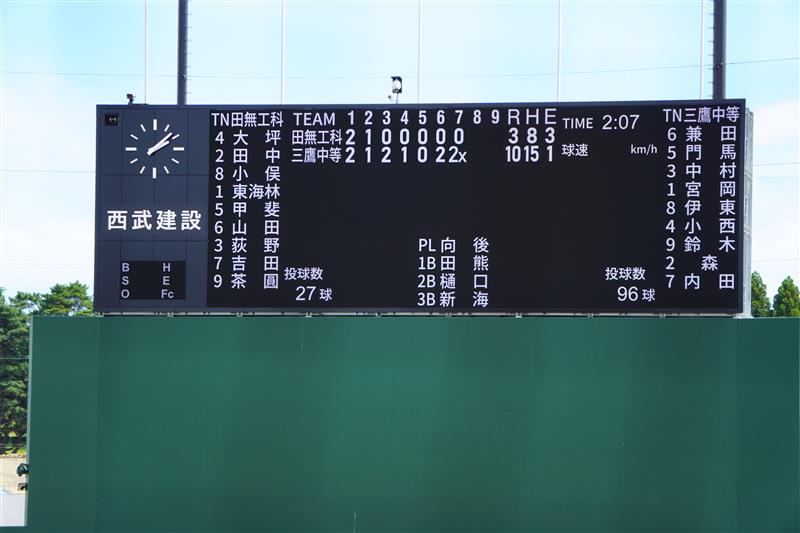 TN田無工科 TEAM 1 2 3 4 5 6 7 8 9 R H E TIME 2:07 TN三鷹中等
4 大坪 田無工科 2 1 0 0 0 0 0 3 8 3 6 兼田
2 田中 三鷹中等 2 1 2 1 0 2 2x 10 15 1 球速 km/h 5 門馬
8 小俣 3 中村
1 東海林 1 宮岡
西武建設
5 甲斐 8 伊東
6 山田 4 小西
3 荻野 PL 向後 9 鈴木
B H 7 吉田 投球数 1B 田熊 投球数 2 森
S E 9 茶圓 27球 2B 樋口 96球 7 内田
O Fc 3B 新海